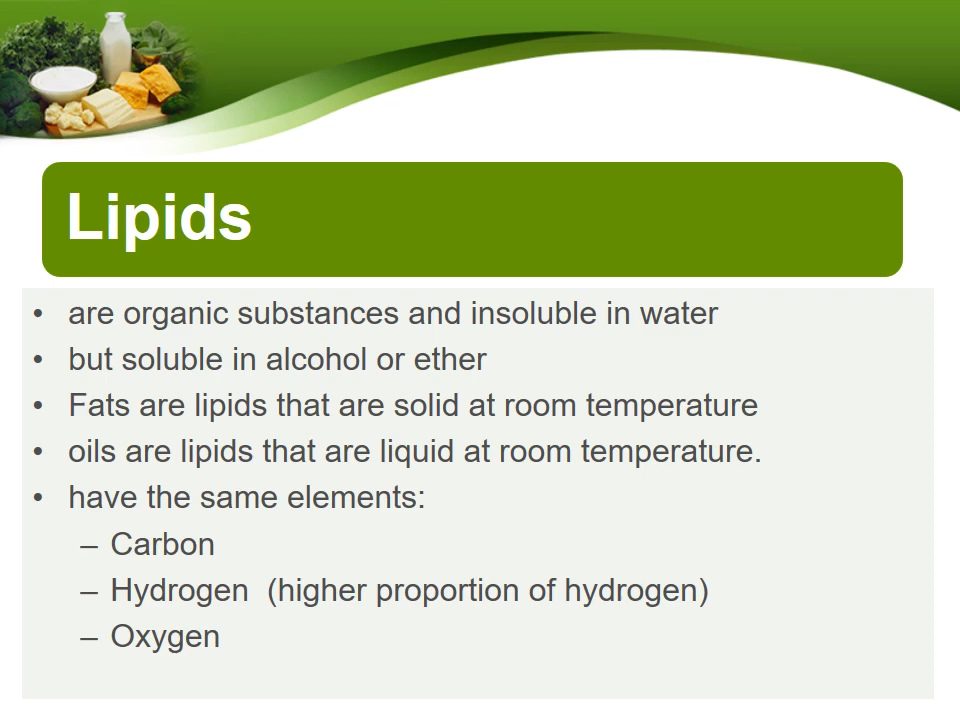 Lipids
• are organic substances and insoluble in water
• but soluble in alcohol or ether
• Fats are lipids that are solid at room temperature
• oils are lipids that are liquid at room temperature.
• have the same elements:
– Carbon
– Hydrogen  (higher proportion of hydrogen)
– Oxygen